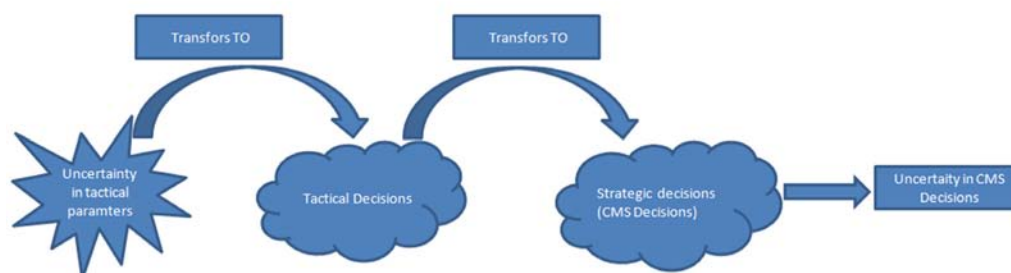 Transfors TO
Transfors TO
Uncertainty
in tactical
paramters
Tactical Decisions
Strategic decisions
(CMS Decisions)
Uncertaity in CMS
Decisions